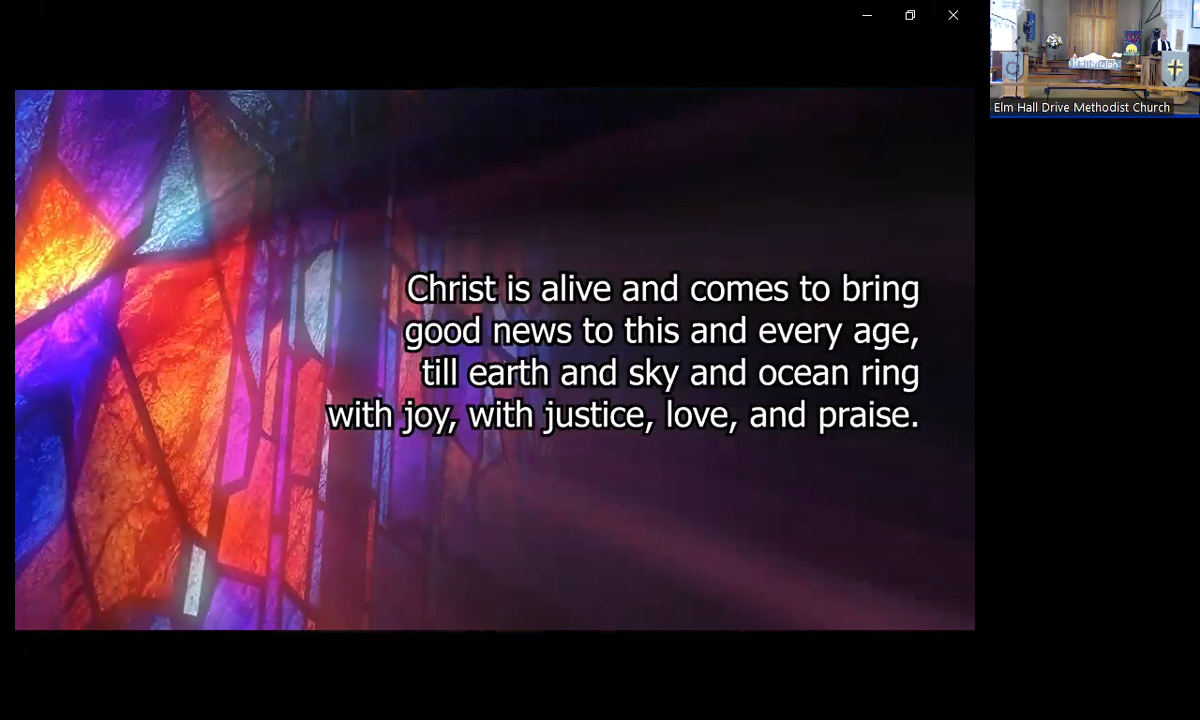 Christ is alive and comes to bring
good news to this and every age,
till earth and sky and ocean ring
with joy, with justice, love, and praise.
Elm Hall Drive Methodist Church